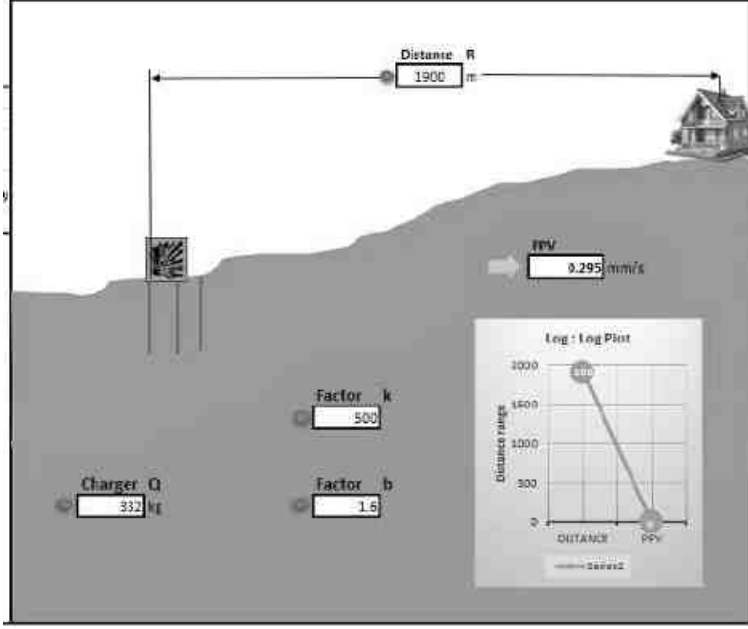 Distance R
1900 m
PPV
0.295 mm/s
Log : Log Plot
2000
1500
1000
500
0
Distance range
DISTANCE PPV
Series2
Factor k
500
Charger Q
332 kg
Factor b
1.6